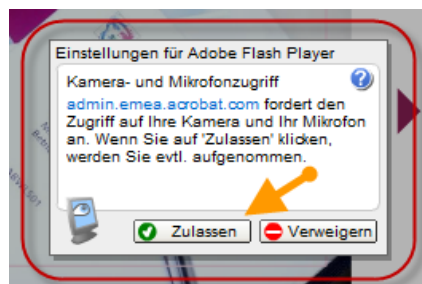 Einstellungen für Adobe Flash Player
Kamera- und Mikrofonzugriff
admin.emea.acrobat.com fordert den
Zugriff auf Ihre Kamera und Ihr Mikrofon
an. Wenn Sie auf 'Zulassen' klicken,
werden Sie evtl. aufgenommen.
Zulassen Verweigern